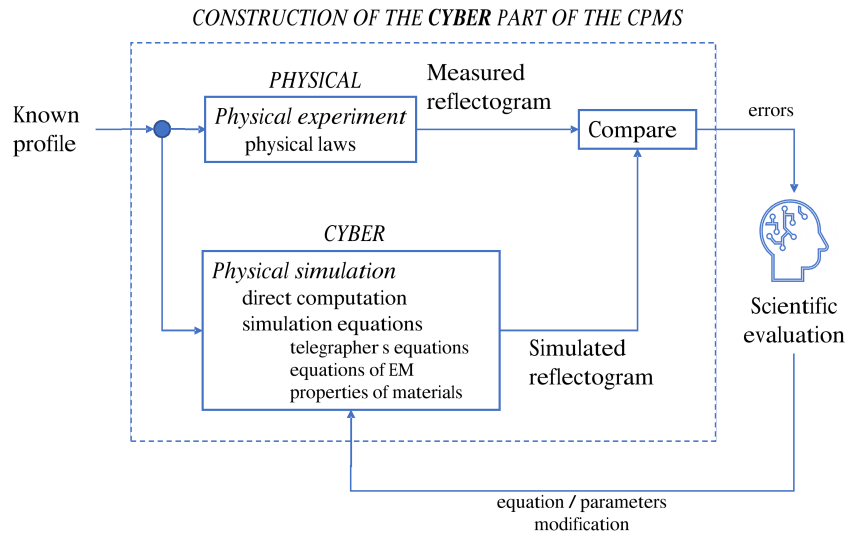 CONSTRUCTION OF THE CYBER PART OF THE CPMS
PHYSICAL
Measured
reflectogram
Known
profile
Physical experiment
physical laws
Compare
errors
CYBER
Physical simulation
direct computation
simulation equations
telegrapher s equations
equations of EM
properties of materials
Simulated
reflectogram
Scientific
evaluation
equation / parameters
modification